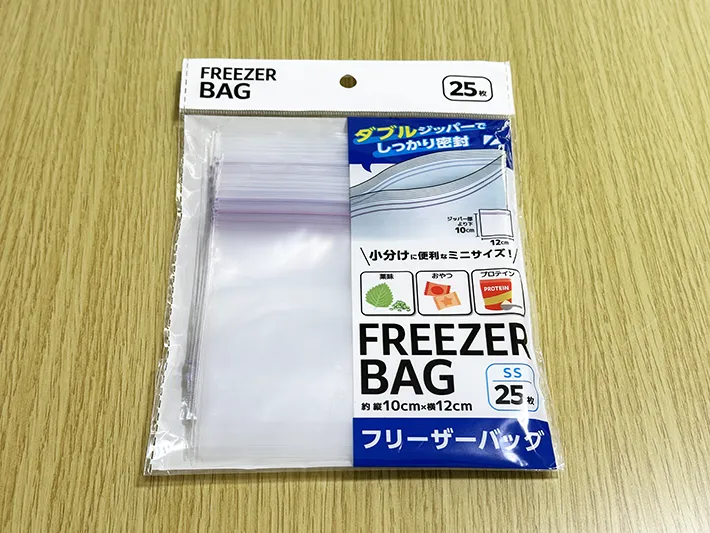 FREEZER
BAG
25枚
ダブルジッパーで
しっかり密封
ジッパー部
より下
10cm
12cm
小分けに便利なミニサイズ!
薬味
おやつ
プロテイン
PROTEIN
FREEZER
BAG
SS
25枚
約 縦10cm×横12cm
フリーザーバッグ